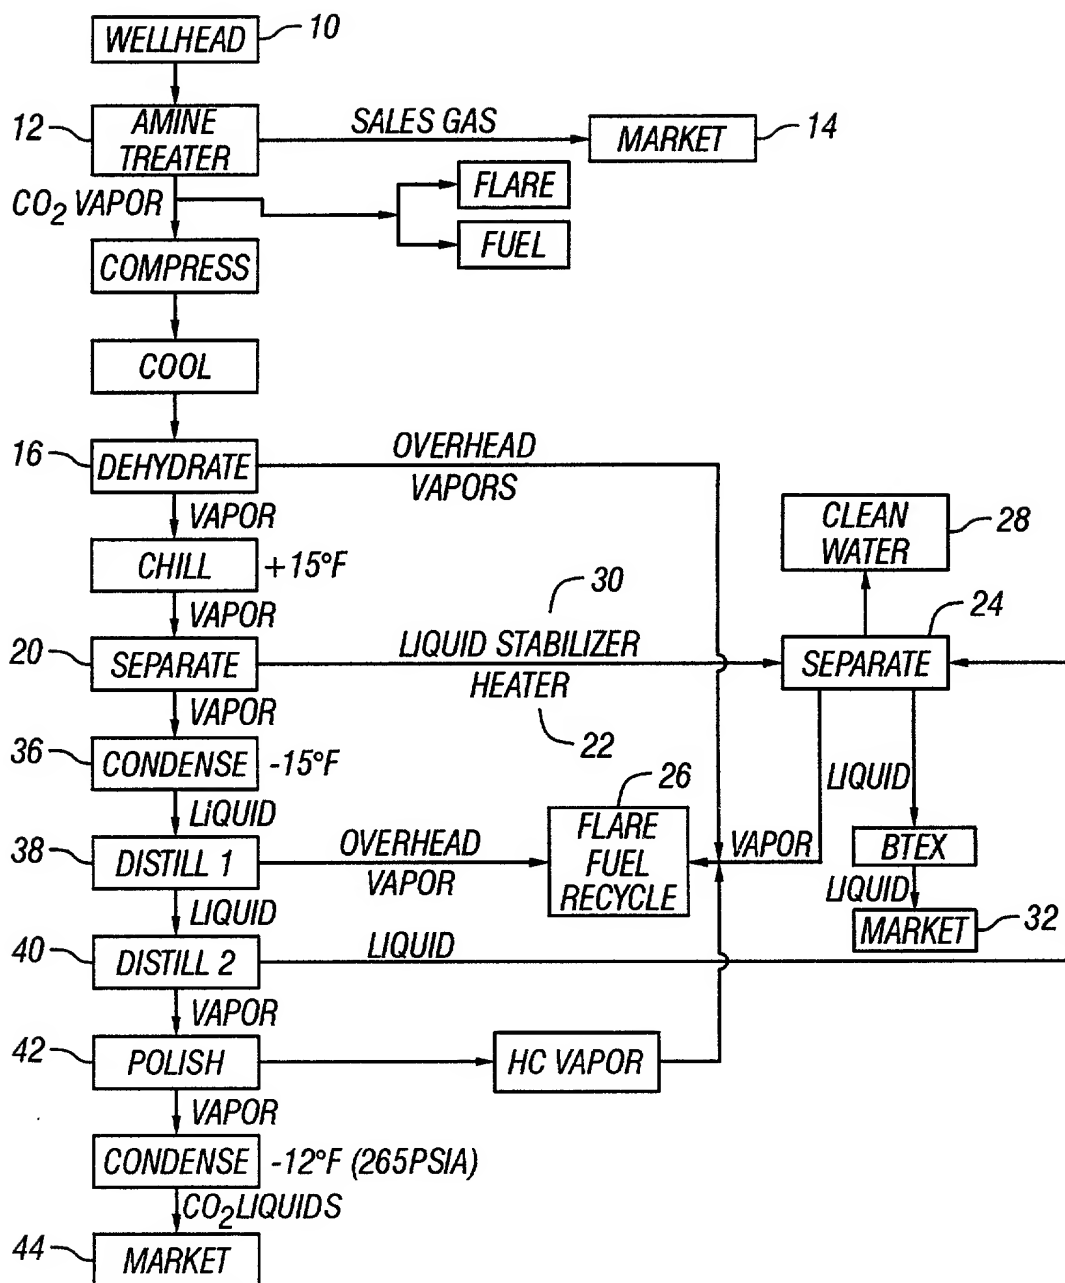 WELLHEAD
10
12
AMINE
TREATER
SALES GAS
MARKET
14
CO2 VAPOR
FLARE
FUEL
COMPRESS
COOL
16
DEHYDRATE
OVERHEAD
VAPORS
VAPOR
CHILL
+15°F
CLEAN
WATER
28
VAPOR
30
24
20
SEPARATE
LIQUID STABILIZER
HEATER
SEPARATE
VAPOR
22
36
CONDENSE
-15°F
LIQUID
26
LIQUID
38
DISTILL 1
OVERHEAD
VAPOR
FLARE
FUEL
RECYCLE
VAPOR
BTEX
LIQUID
LIQUID
MARKET
32
40
DISTILL 2
LIQUID
VAPOR
42
POLISH
HC VAPOR
VAPOR
CONDENSE
-12°F (265PSIA)
CO2LIQUIDS
44
MARKET